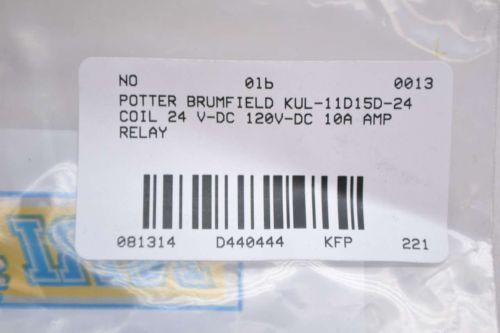 NO 01b 0013
POTTER BRUMFIELD KUL-11D15D-24
COIL 24 V-DC 120V-DC 10A AMP
RELAY
081314 D440444 KFP 221